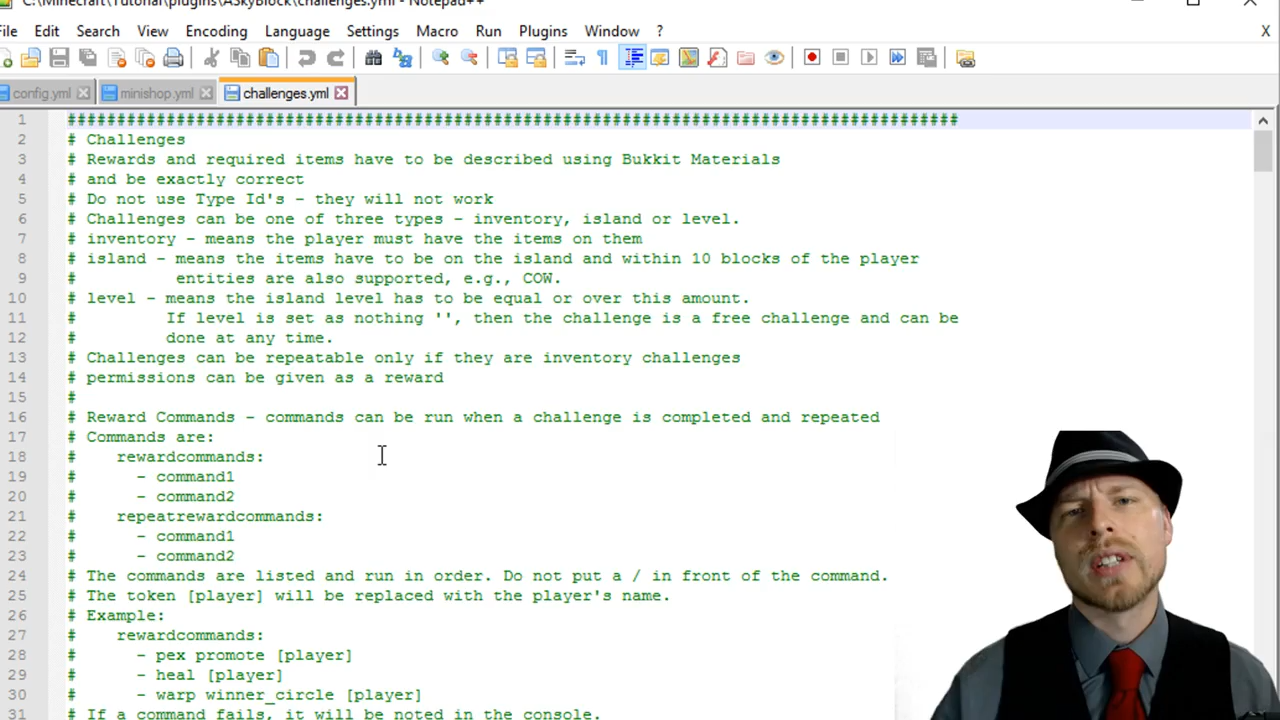 C:\Minecraft\Tutorial\plugins\ASkyBlock\challenges.yml - Notepad++
File Edit Search View Encoding Language Settings Macro Run Plugins Window ? X
config.yml minishop.yml challenges.yml
1 ##########################################################################################
2 # Challenges
3 # Rewards and required items have to be described using Bukkit Materials
4 # and be exactly correct
5 # Do not use Type Id's - they will not work
6 # Challenges can be one of three types - inventory, island or level.
7 # inventory - means the player must have the items on them
8 # island - means the items have to be on the island and within 10 blocks of the player
9 # entities are also supported, e.g., COW.
10 # level - means the island level has to be equal or over this amount.
11 # If level is set as nothing '', then the challenge is a free challenge and can be
12 # done at any time.
13 # Challenges can be repeatable only if they are inventory challenges
14 # permissions can be given as a reward
15 #
16 # Reward Commands - commands can be run when a challenge is completed and repeated
17 # Commands are:
18 # rewardcommands:
19 # - command1
20 # - command2
21 # repeatrewardcommands:
22 # - command1
23 # - command2
24 # The commands are listed and run in order. Do not put a / in front of the command.
25 # The token [player] will be replaced with the player's name.
26 # Example:
27 # rewardcommands:
28 # - pex promote [player]
29 # - heal [player]
30 # - warp winner_circle [player]
31 # If a command fails, it will be noted in the console.